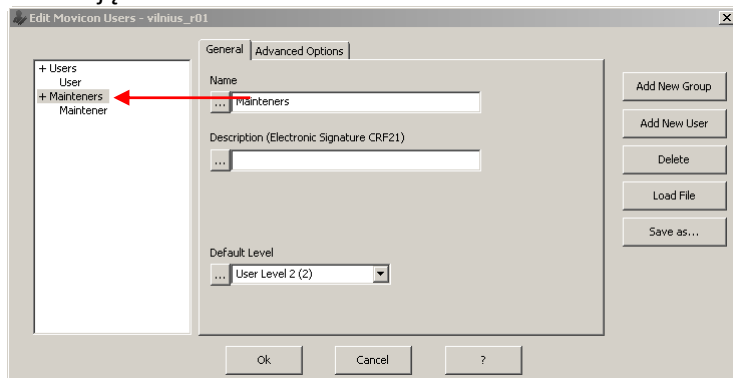 Edit Movicon Users - vilnius_r01
General
Advanced Options
+ Users
User
+ Mainteners
Maintener
Name
... Mainteners
Description (Electronic Signature CRF21)
...
Default Level
... User Level 2 (2)
Add New Group
Add New User
Delete
Load File
Save as...
Ok
Cancel
?